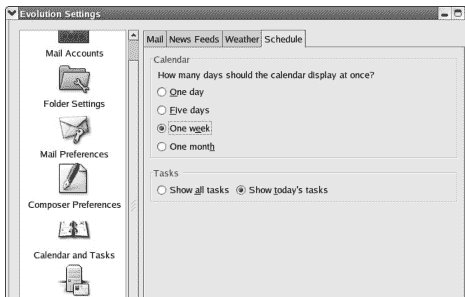 Evolution Settings
Mail Accounts
Folder Settings
Mail Preferences
Composer Preferences
Calendar and Tasks
Mail News Feeds Weather Schedule
Calendar
How many days should the calendar display at once?
One day
Five days
One week
One month
Tasks
Show all tasks Show today's tasks